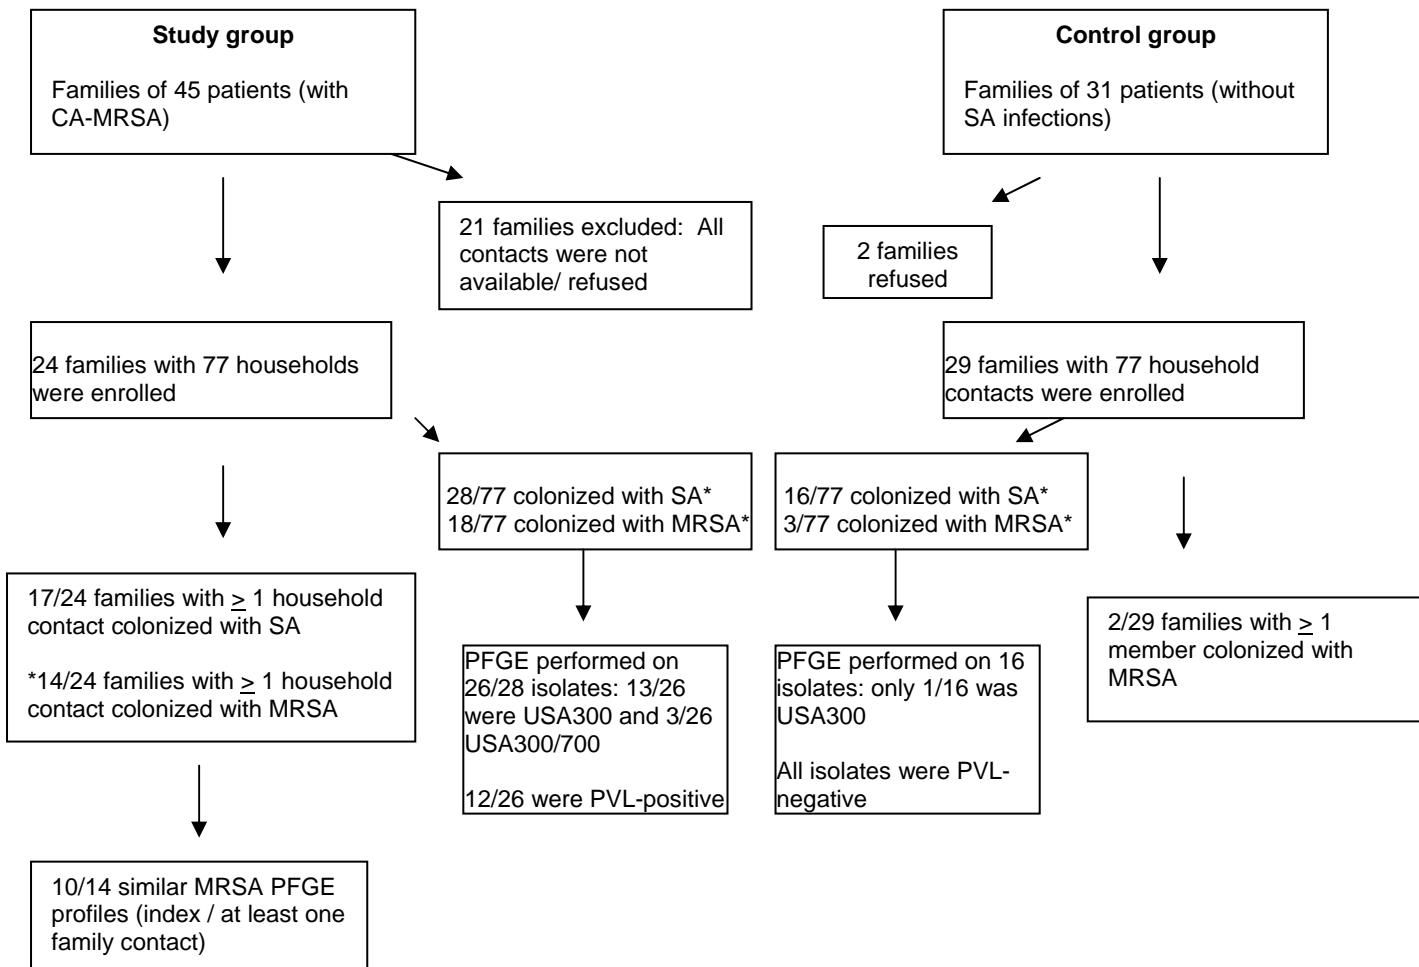 Study group
Families of 45 patients (with
CA-MRSA)
Control group
Families of 31 patients (without
SA infections)
21 families excluded:  All
contacts were not
available/ refused
2 families
refused
24 families with 77 households
were enrolled
29 families with 77 household
contacts were enrolled
28/77 colonized with SA*
18/77 colonized with MRSA*
16/77 colonized with SA*
3/77 colonized with MRSA*
17/24 families with ≥ 1 household
contact colonized with SA
*14/24 families with ≥ 1 household
contact colonized with MRSA
PFGE performed on
26/28 isolates: 13/26
were USA300 and 3/26
USA300/700
12/26 were PVL-positive
PFGE performed on 16
isolates: only 1/16 was
USA300
All isolates were PVL-
negative
2/29 families with ≥ 1
member colonized with
MRSA
10/14 similar MRSA PFGE
profiles (index / at least one
family contact)